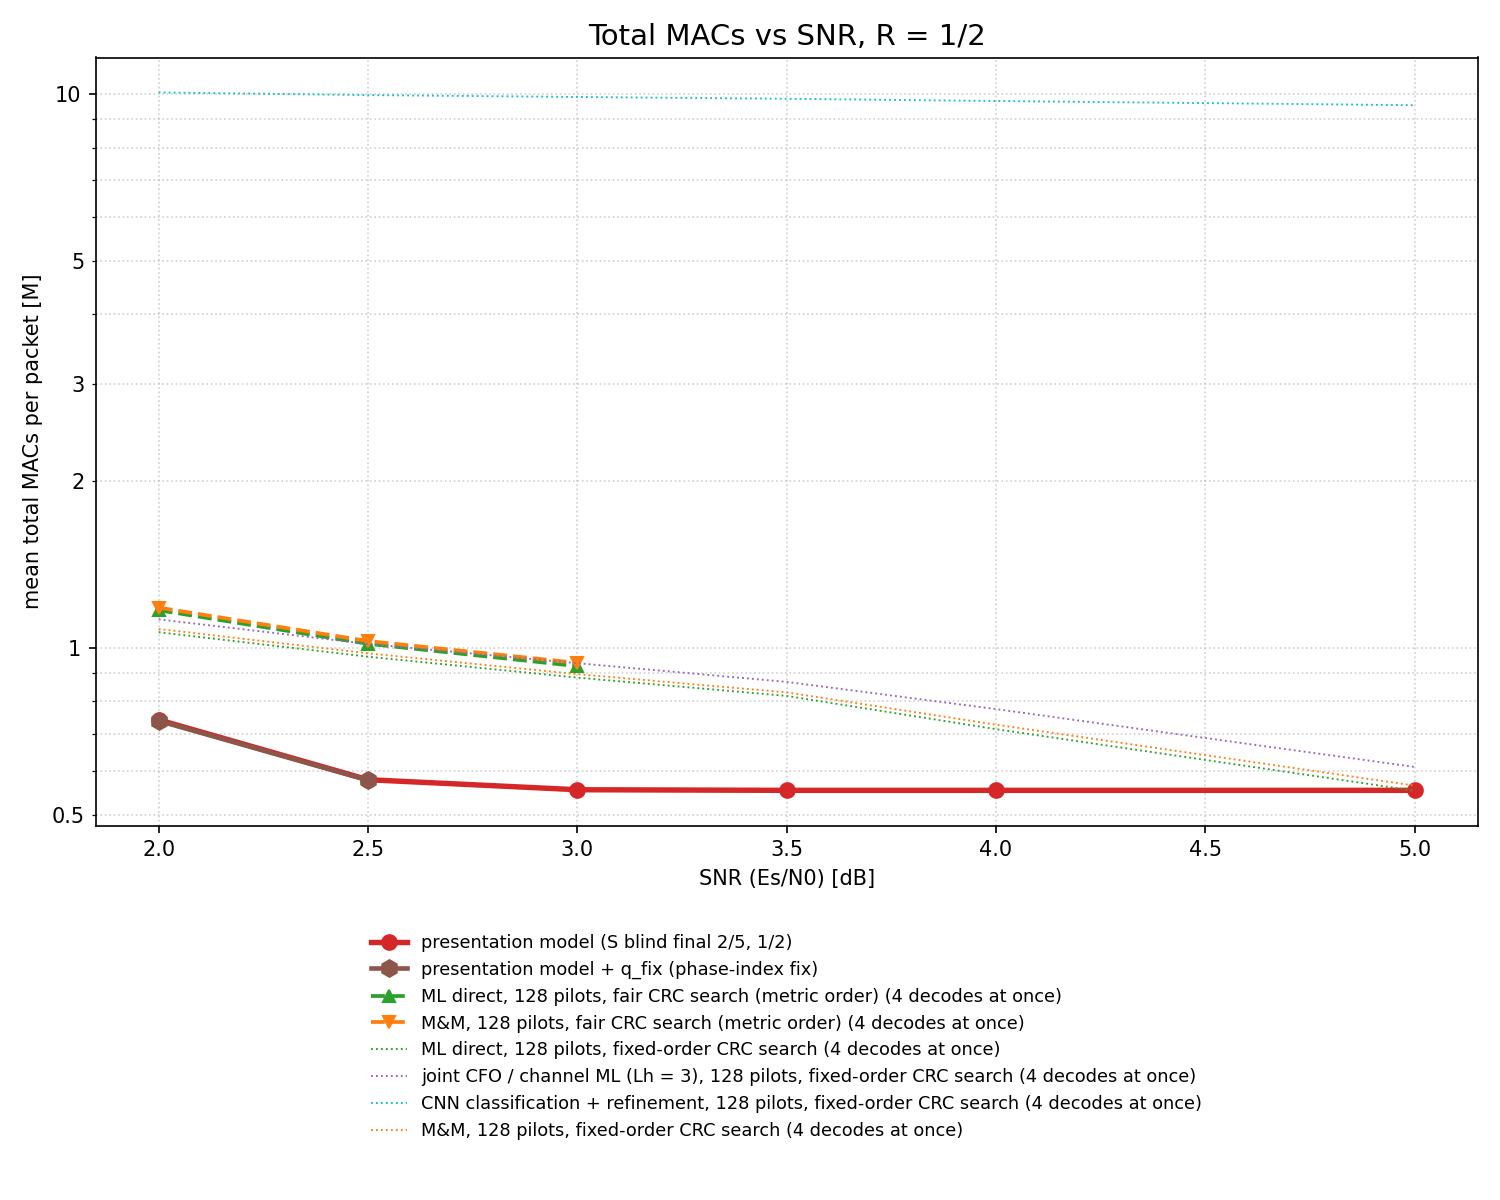 Total MACs vs SNR, R = 1/2
mean total MACs per packet [M]
10
5
3
2
1
0.5
2.0 2.5 3.0 3.5 4.0 4.5 5.0
SNR (Es/N0) [dB]
presentation model (S blind final 2/5, 1/2)
presentation model + q_fix (phase-index fix)
ML direct, 128 pilots, fair CRC search (metric order) (4 decodes at once)
M&M, 128 pilots, fair CRC search (metric order) (4 decodes at once)
ML direct, 128 pilots, fixed-order CRC search (4 decodes at once)
joint CFO / channel ML (Lh = 3), 128 pilots, fixed-order CRC search (4 decodes at once)
CNN classification + refinement, 128 pilots, fixed-order CRC search (4 decodes at once)
M&M, 128 pilots, fixed-order CRC search (4 decodes at once)